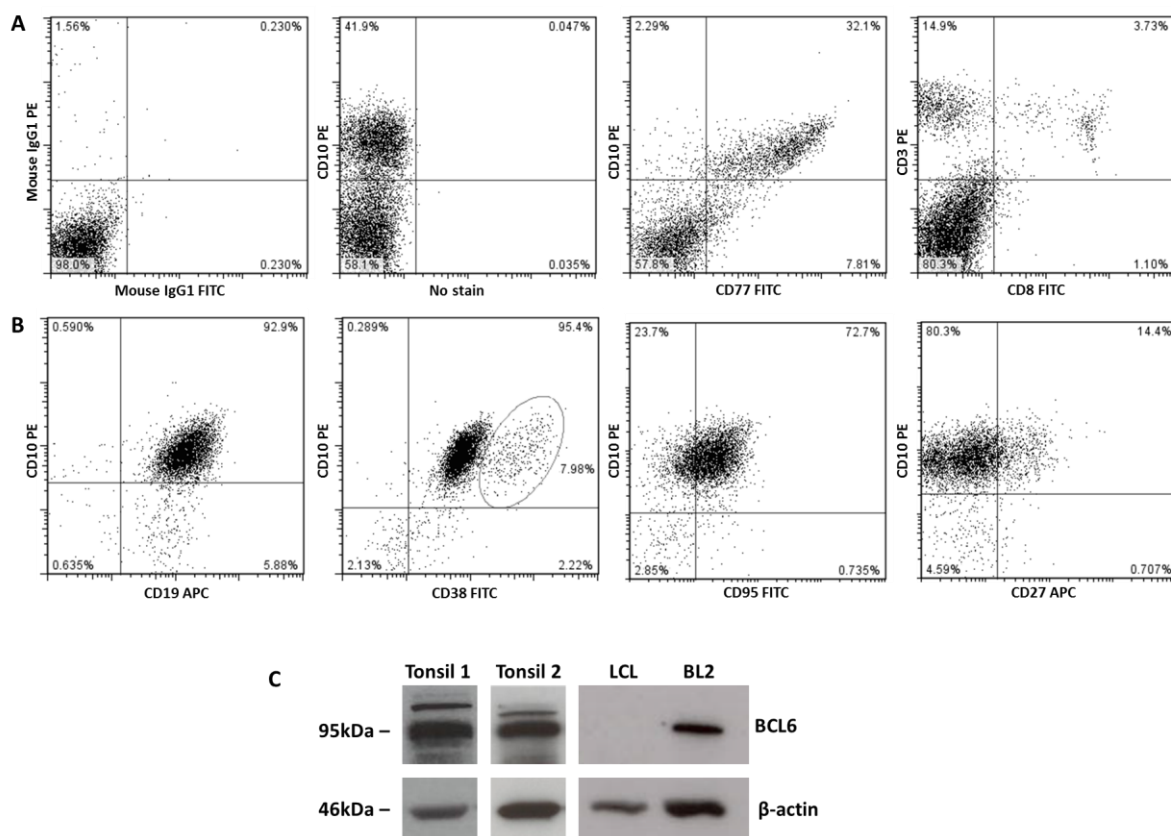 A
1.56% 0.230%
98.0% 0.230%
Mouse IgG1 PE
Mouse IgG1 FITC
41.9% 0.047%
58.1% 0.035%
CD10 PE
No stain
2.29% 32.1%
57.8% 7.81%
CD10 PE
CD77 FITC
14.9% 3.73%
80.3% 1.10%
CD3 PE
CD8 FITC
B
0.590% 92.9%
0.635% 5.88%
CD10 PE
CD19 APC
0.289% 95.4%
7.98%
2.13% 2.22%
CD10 PE
CD38 FITC
23.7% 72.7%
2.85% 0.735%
CD10 PE
CD95 FITC
80.3% 14.4%
4.59% 0.707%
CD10 PE
CD27 APC
C
Tonsil 1 Tonsil 2 LCL BL2
95kDa – BCL6
46kDa – β-actin